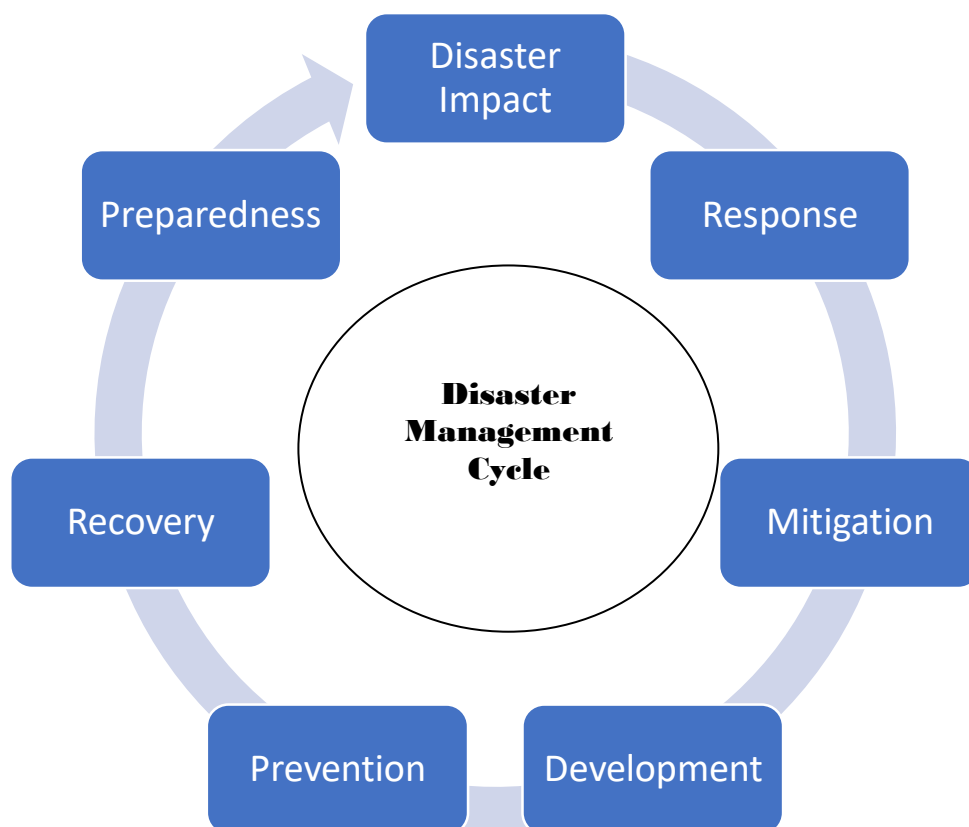 Disaster
Impact
Response
Mitigation
Development
Prevention
Recovery
Preparedness
Disaster
Management
Cycle